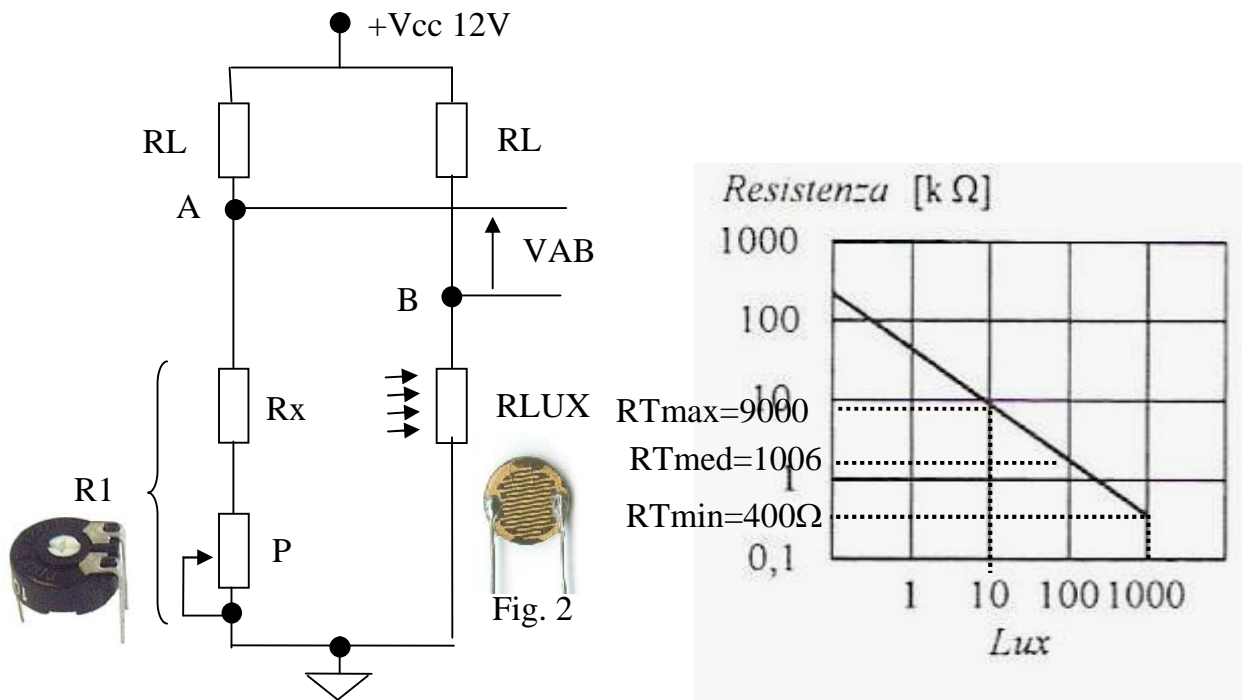 +Vcc 12V
RL
RL
A
VAB
B
Rx
RLUX
R1
P
Fig. 2
Resistenza [k Ω]
1000
100
10
RTmax=9000
RTmed=1006
1
RTmin=400Ω
0,1
1 10 100 1000
Lux